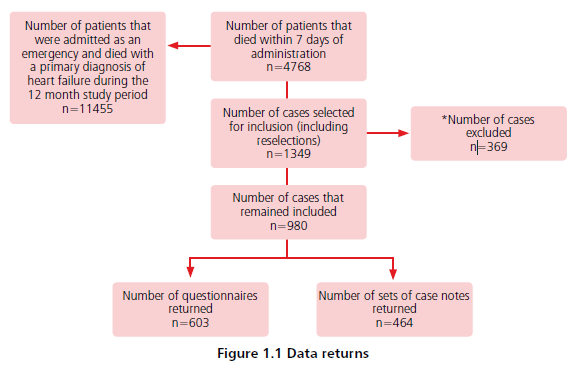 Number of patients that
were admitted as an
emergency and died with
a primary diagnosis of
heart failure during the
12 month study period
n=11455
Number of patients that
died within 7 days of
administration
n=4768
Number of cases selected
for inclusion (including
reselections)
n=1349
*Number of cases
excluded
n=369
Number of cases that
remained included
n=980
Number of questionnaires
returned
n=603
Number of sets of case notes
returned
n=464
Figure 1.1 Data returns